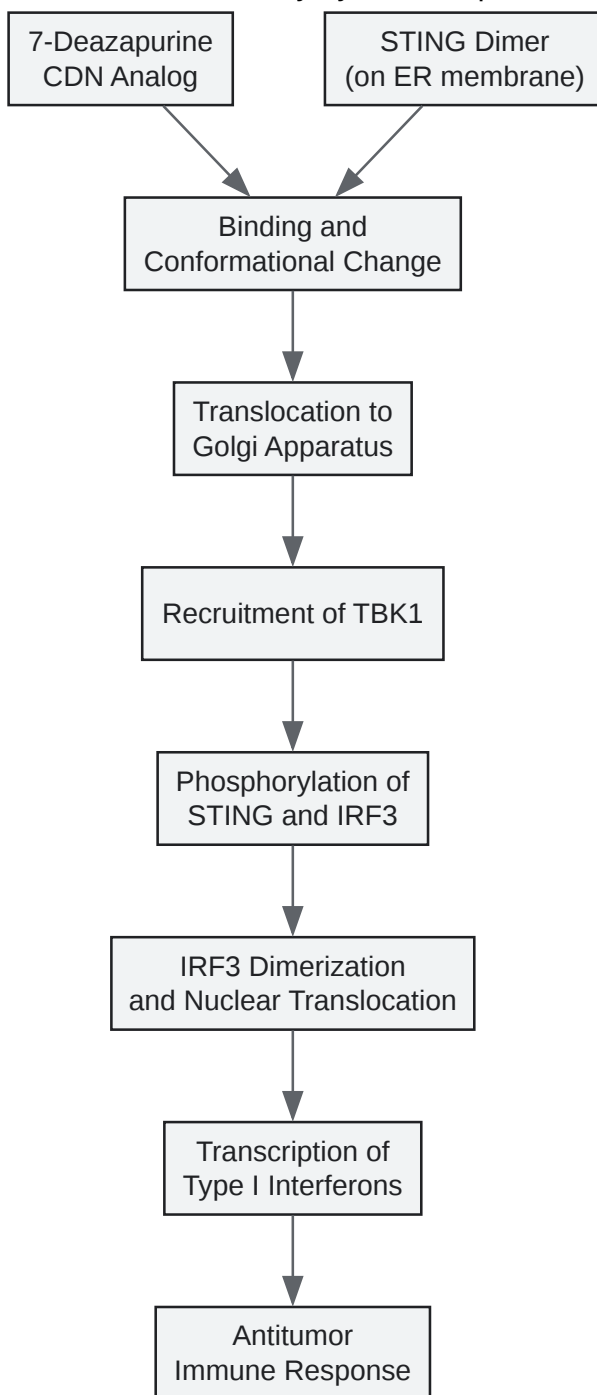 7-Deazapurine
CDN Analog
STING Dimer
(on ER membrane)
Binding and
Conformational Change
Translocation to
Golgi Apparatus
Recruitment of TBK1
Phosphorylation of
STING and IRF3
IRF3 Dimerization
and Nuclear Translocation
Transcription of
Type I Interferons
Antitumor
Immune Response